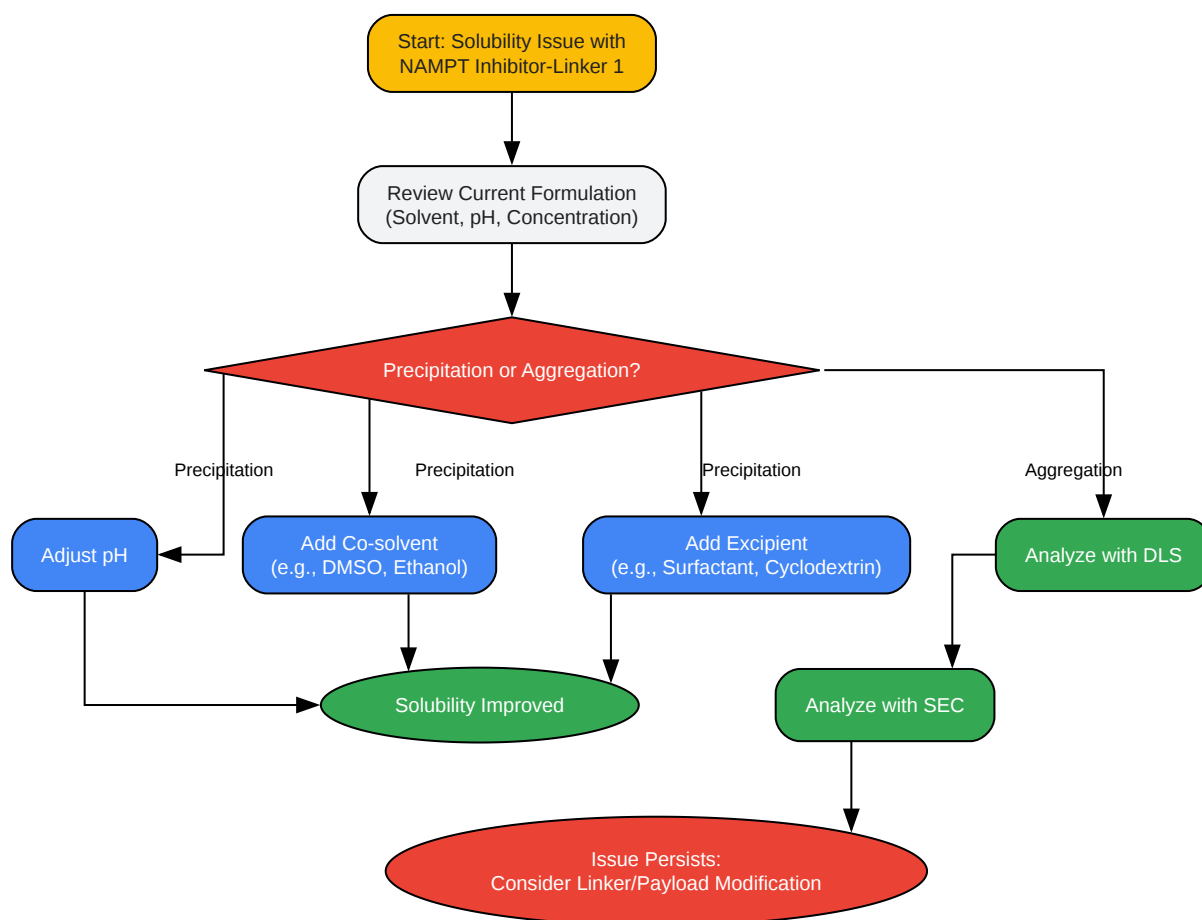 Start: Solubility Issue with
NAMPT Inhibitor-Linker 1
Review Current Formulation
(Solvent, pH, Concentration)
Precipitation or Aggregation?
Precipitation
Precipitation
Precipitation
Aggregation
Adjust pH
Add Co-solvent
(e.g., DMSO, Ethanol)
Add Excipient
(e.g., Surfactant, Cyclodextrin)
Analyze with DLS
Solubility Improved
Analyze with SEC
Issue Persists:
Consider Linker/Payload Modification